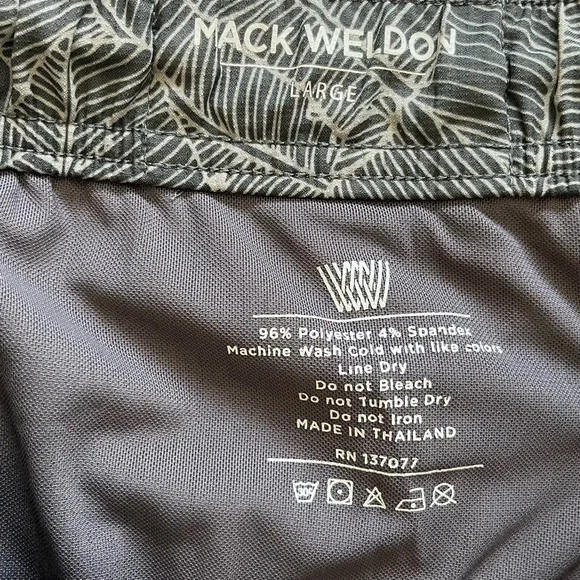 MACK WELDON
LARGE
96% Polyester 4% Spandex
Machine Wash Cold with like colors
Line Dry
Do not Bleach
Do not Tumble Dry
Do not Iron
MADE IN THAILAND
RN 137077
30°